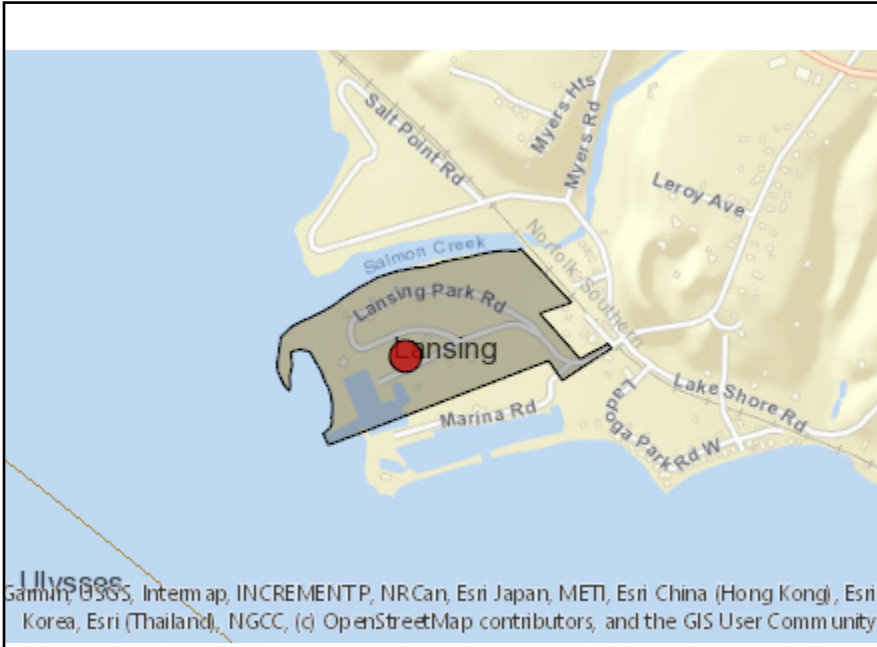 Salt Point Rd
Myers Hts
Myers Rd
Leroy Ave
Salmon Creek
Norfolk Southern
Lansing Park Rd
Lansing
Lake Shore Rd
Marina Rd
Ladoga Park Rd W
Ulysses
Garmin, USGS, Intermap, INCREMENT P, NRCan, Esri Japan, METI, Esri China (Hong Kong), Esri
Korea, Esri (Thailand), NGCC, (c) OpenStreetMap contributors, and the GIS User Community